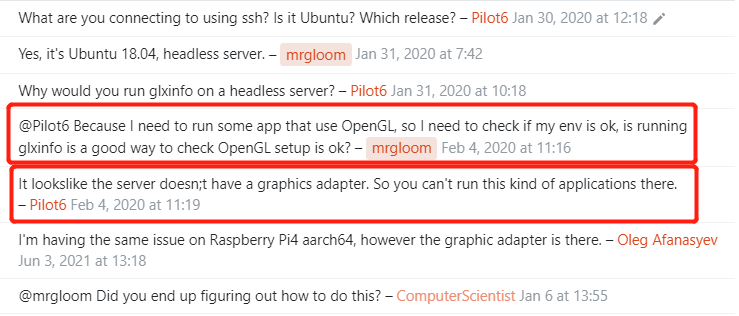 What are you connecting to using ssh? Is it Ubuntu? Which release? – Pilot6 Jan 30, 2020 at 12:18
Yes, it's Ubuntu 18.04, headless server. – mrgloom Jan 31, 2020 at 7:42
Why would you run glxinfo on a headless server? – Pilot6 Jan 31, 2020 at 10:18
@Pilot6 Because I need to run some app that use OpenGL, so I need to check if my env is ok, is running
glxinfo is a good way to check OpenGL setup is ok? – mrgloom Feb 4, 2020 at 11:16
It lookslike the server doesn;t have a graphics adapter. So you can't run this kind of applications there.
– Pilot6 Feb 4, 2020 at 11:19
I'm having the same issue on Raspberry Pi4 aarch64, however the graphic adapter is there. – Oleg Afanasyev
Jun 3, 2021 at 13:18
@mrgloom Did you end up figuring out how to do this? – ComputerScientist Jan 6 at 13:55